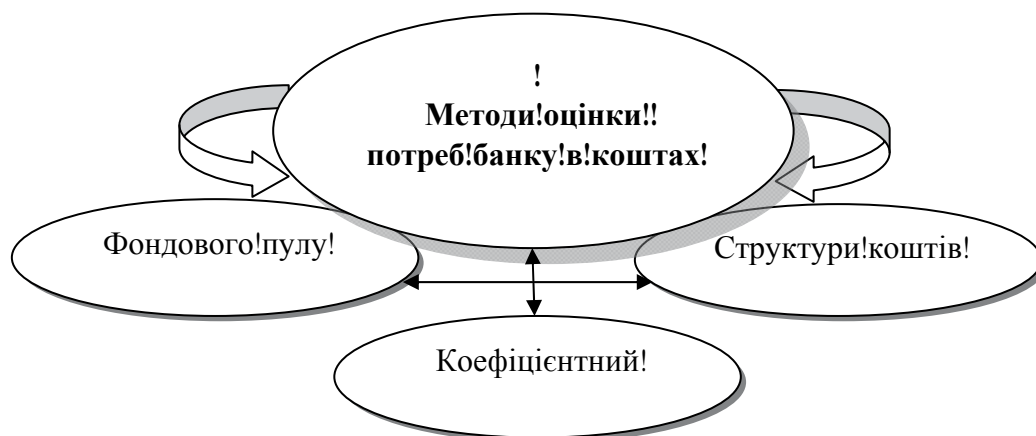 !
Методи!оцінки!!
потреб!банку!в!коштах!
Фондового!пулу!
Структури!коштів!
Коефіцієнтний!